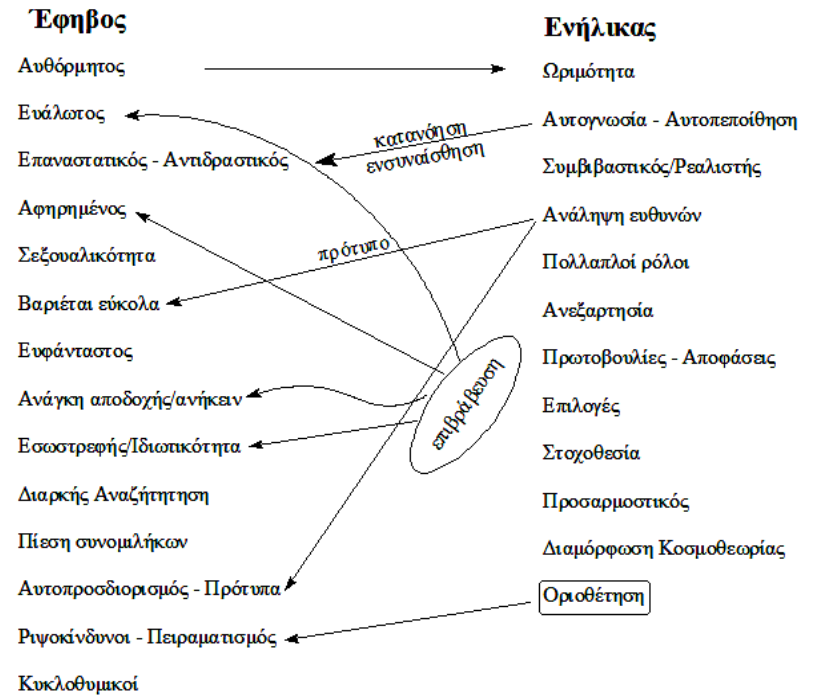 Έφηβος
Αυθόρμητος
Ευάλωτος
Επαναστατικός - Αντιδραστικός
Αφηρημένος
Σεξουαλικότητα
Βαριέται εύκολα
Ευφάνταστος
Ανάγκη αποδοχής/ανήκειν
Εσωστρεφής/Ιδιωτικότητα
Διαρκής Αναζήτητηση
Πίεση συνομιλήκων
Αυτοπροσδιορισμός - Πρότυπα
Ριψοκίνδυνοι - Πειραματισμός
Κυκλοθυμικοί
κατανόηση
ενσυναίσθηση
πρότυπο
επιβράβευση
Ενήλικας
Ωριμότητα
Αυτογνωσία - Αυτοπεποίθηση
Συμβιβαστικός/Ρεαλιστής
Ανάληψη ευθυνών
Πολλαπλοί ρόλοι
Ανεξαρτησία
Πρωτοβουλίες - Αποφάσεις
Επιλογές
Στοχοθεσία
Προσαρμοστικός
Διαμόρφωση Κοσμοθεωρίας
Οριοθέτηση